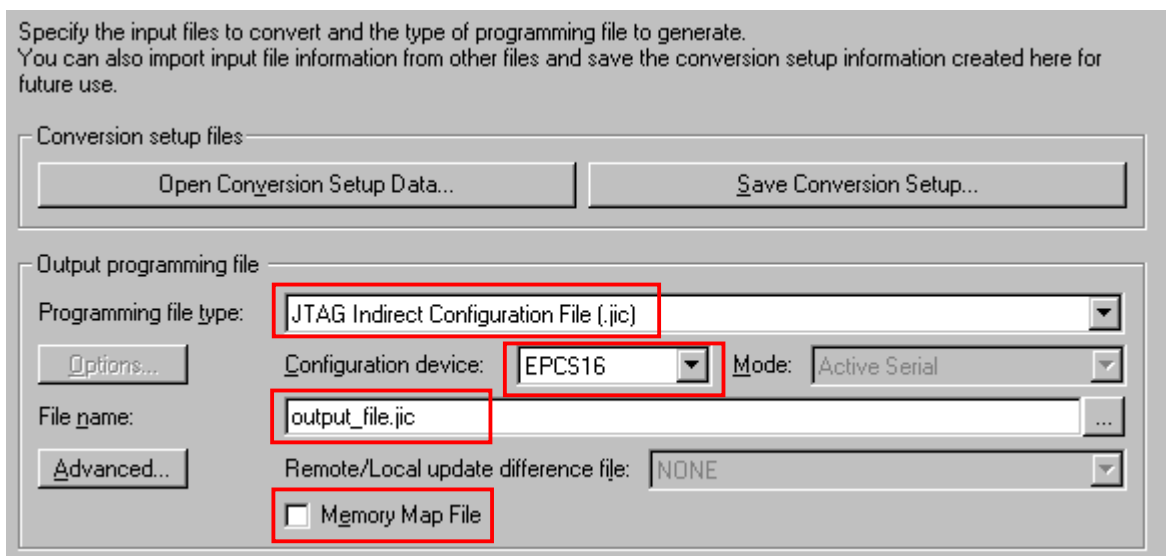 Specify the input files to convert and the type of programming file to generate.
You can also import input file information from other files and save the conversion setup information created here for
future use.
Conversion setup files
Open Conversion Setup Data...
Save Conversion Setup...
Output programming file
Programming file type:
JTAG Indirect Configuration File (.jic)
Options...
Configuration device:
EPCS16
Mode:
Active Serial
File name:
output_file.jic
...
Advanced...
Remote/Local update difference file:
NONE
Memory Map File